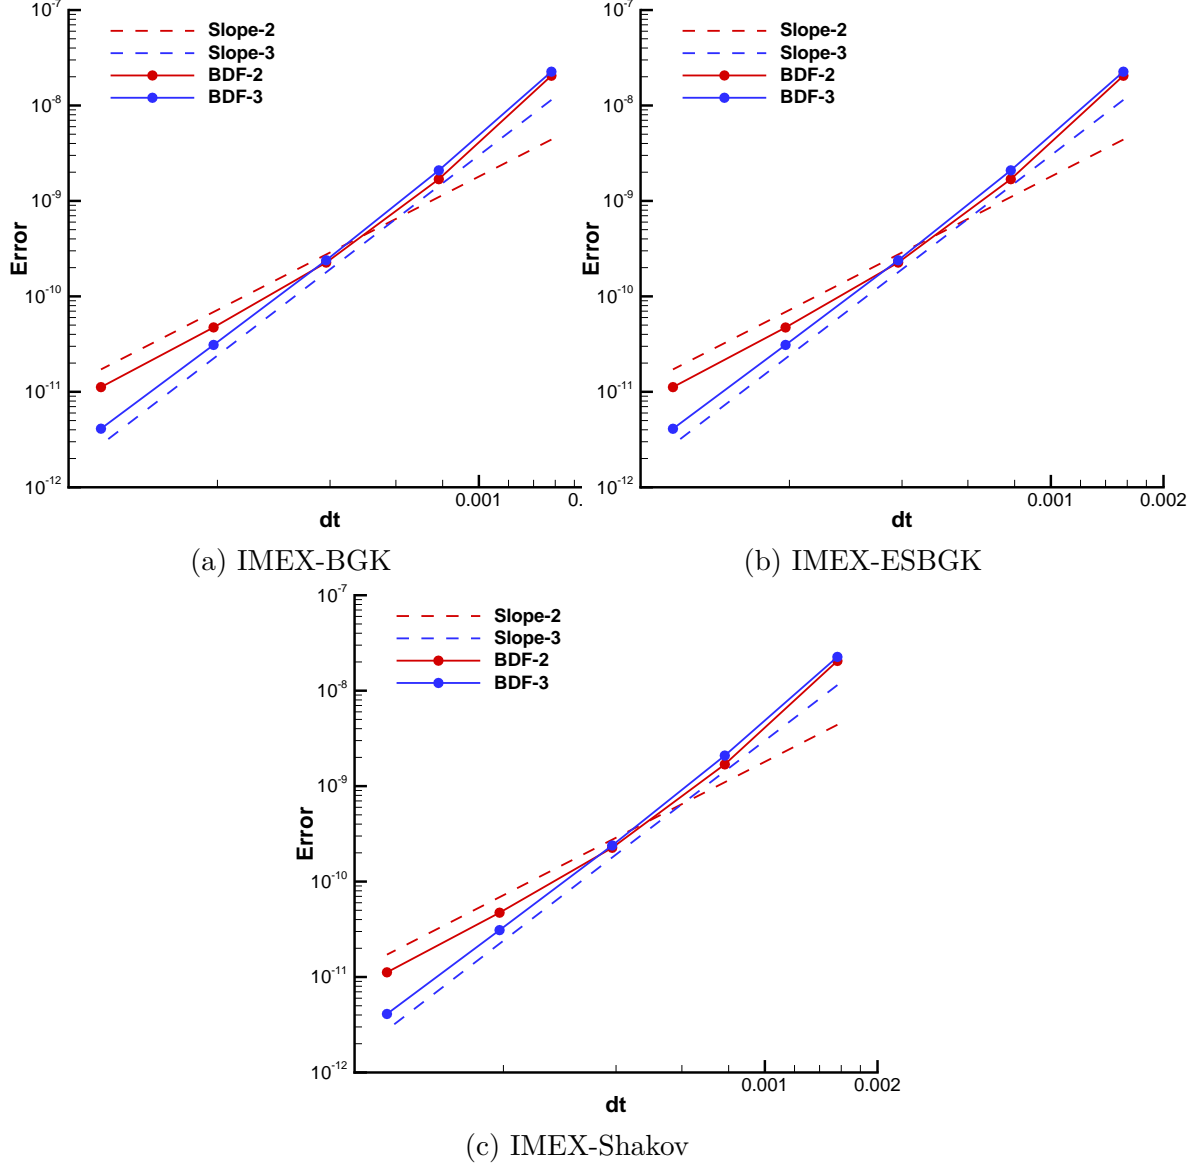 10-7
10-8
10-9
10-10
10-11
10-12
Error
Slope-2
Slope-3
BDF-2
BDF-3
0.001
0.
dt
(a) IMEX-BGK
10-7
10-8
10-9
10-10
10-11
10-12
Error
Slope-2
Slope-3
BDF-2
BDF-3
0.001
0.002
dt
(b) IMEX-ESBGK
10-7
10-8
10-9
10-10
10-11
10-12
Error
Slope-2
Slope-3
BDF-2
BDF-3
0.001
0.002
dt
(c) IMEX-Shakov